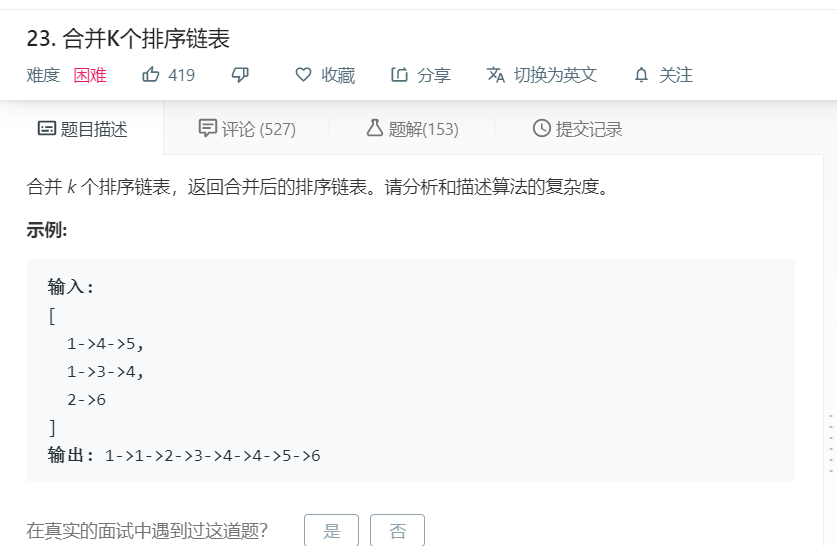 23. 合并K个排序链表
难度 困难 419 收藏 分享 切换为英文 关注
题目描述 评论 (527) 题解(153) 提交记录
合并 k 个排序链表，返回合并后的排序链表。请分析和描述算法的复杂度。
示例:
输入:
[
  1->4->5,
  1->3->4,
  2->6
]
输出: 1->1->2->3->4->4->5->6
在真实的面试中遇到过这道题？ 是 否